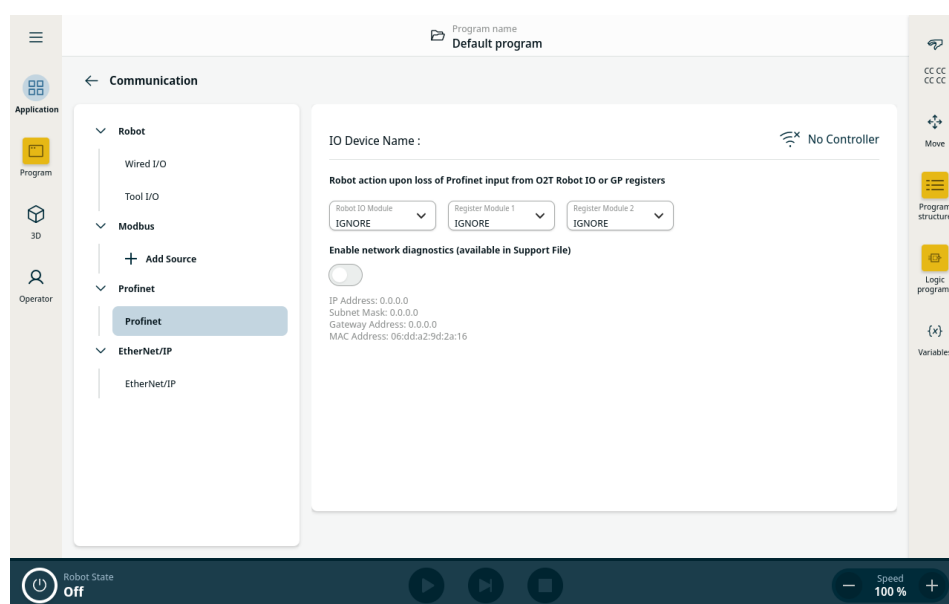 Program name
Default program
Communication
Application
Program
3D
Operator
Robot
Wired I/O
Tool I/O
Modbus
Add Source
Profinet
Profinet
EtherNet/IP
EtherNet/IP
IO Device Name :
No Controller
Robot action upon loss of Profinet input from O2T Robot IO or GP registers
Robot IO Module
IGNORE
Register Module 1
IGNORE
Register Module 2
IGNORE
Enable network diagnostics (available in Support File)
IP Address: 0.0.0.0
Subnet Mask: 0.0.0.0
Gateway Address: 0.0.0.0
MAC Address: 06:dd:a2:9d:2a:16
CC CC
CC CC
Move
Program
structure
Logic
program
{x}
Variable
Robot State
Off
Speed
100 %